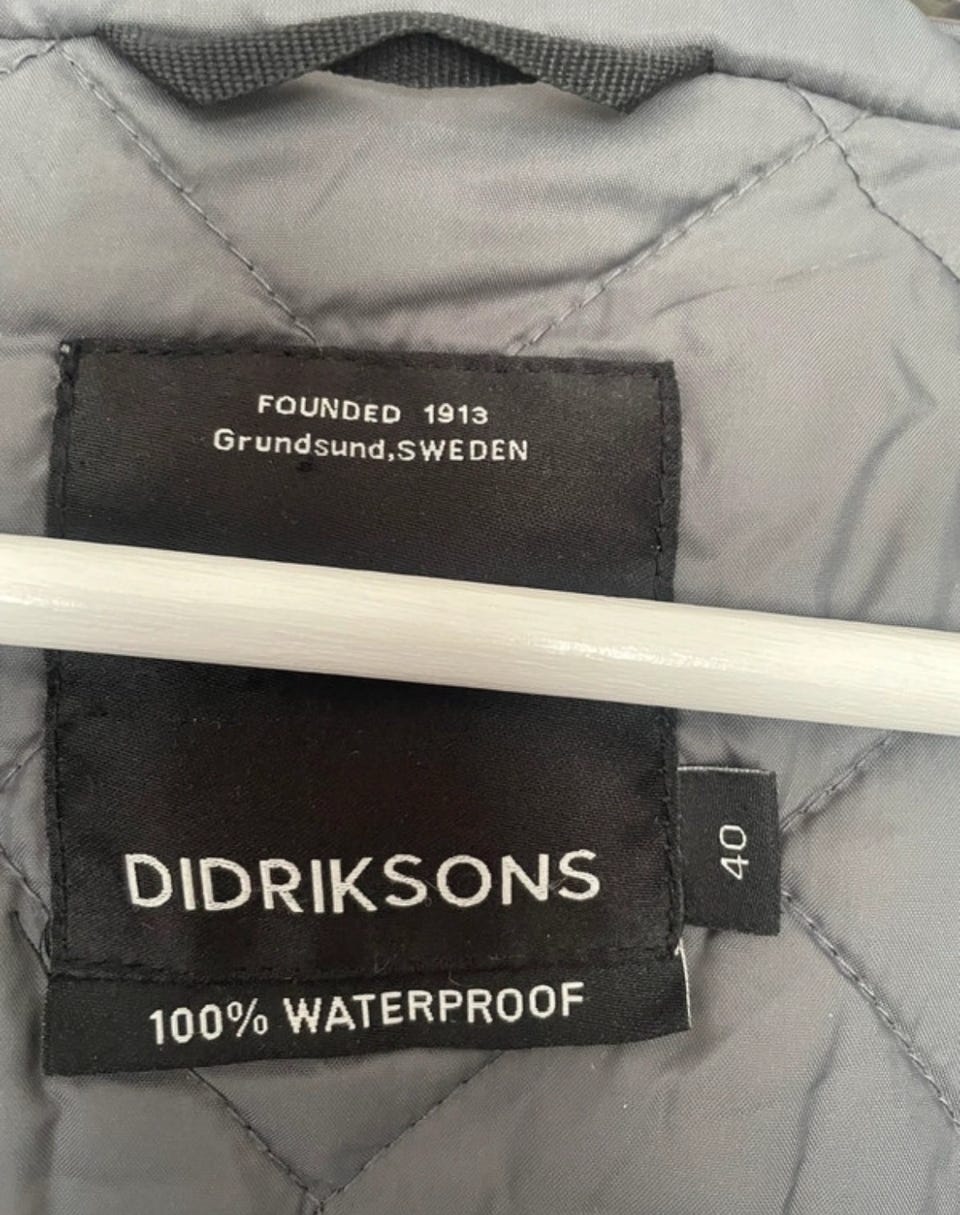 FOUNDED 1913
Grundsund,SWEDEN
DIDRIKSONS
40
100% WATERPROOF